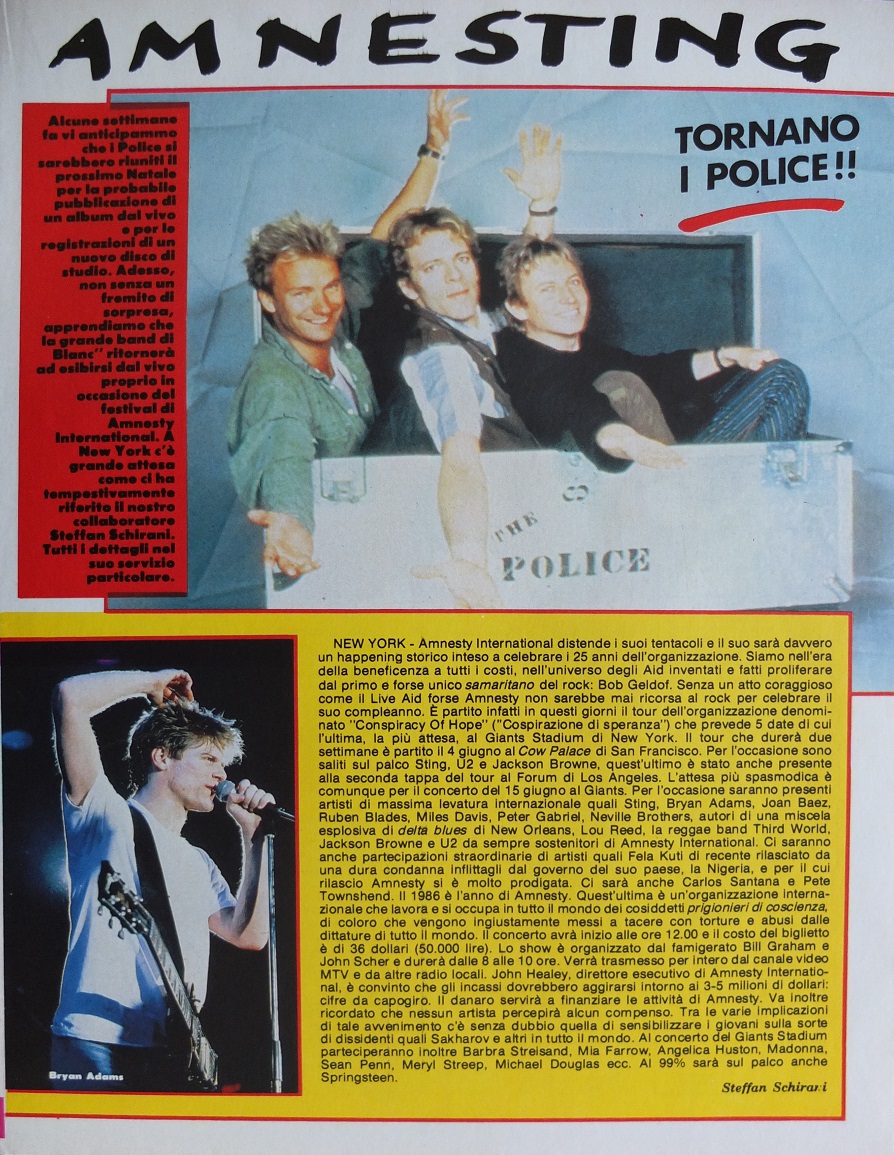 AMNESTING
TORNANO
I POLICE!!
Alcune settimane
fa vi anticipammo
che i Police si
sarebbero riuniti il
prossimo Natale
per la probabile
pubblicazione di
un album dal vivo
e per le
registrazioni di un
nuovo disco di
studio. Adesso,
non senza un
fremito di
sorpresa,
apprendiamo che
la grande band di
Blanc" ritornerà
ad esibirsi dal vivo
proprio in
occasione del
festival di
Amnesty
International. A
New York c'è
grande attesa
come ci ha
tempestivamente
riferito il nostro
collaboratore
Steffan Schirani.
Tutti i dettagli nel
suo servizio
particolare.
THE
POLICE
NEW YORK - Amnesty International distende i suoi tentacoli e il suo sarà davvero
un happening storico inteso a celebrare i 25 anni dell'organizzazione. Siamo nell'era
della beneficenza a tutti i costi, nell'universo degli Aid inventati e fatti proliferare
dal primo e forse unico samaritano del rock: Bob Geldof. Senza un atto coraggioso
come il Live Aid forse Amnesty non sarebbe mai ricorsa al rock per celebrare il
suo compleanno. È partito infatti in questi giorni il tour dell'organizzazione denomi-
nato "Conspiracy Of Hope" ("Cospirazione di speranza") che prevede 5 date di cui
l'ultima, la più attesa, al Giants Stadium di New York. Il tour che durerà due
settimane è partito il 4 giugno al Cow Palace di San Francisco. Per l'occasione sono
saliti sul palco Sting, U2 e Jackson Browne, quest'ultimo è stato anche presente
alla seconda tappa del tour al Forum di Los Angeles. L'attesa più spasmodica è
comunque per il concerto del 15 giugno al Giants. Per l'occasione saranno presenti
artisti di massima levatura internazionale quali Sting, Bryan Adams, Joan Baez,
Ruben Blades, Miles Davis, Peter Gabriel, Neville Brothers, autori di una miscela
esplosiva di delta blues di New Orleans, Lou Reed, la reggae band Third World,
Jackson Browne e U2 da sempre sostenitori di Amnesty International. Ci saranno
anche partecipazioni straordinarie di artisti quali Fela Kuti di recente rilasciato da
una dura condanna inflittagli dal governo del suo paese, la Nigeria, e per il cui
rilascio Amnesty si è molto prodigata. Ci sarà anche Carlos Santana e Pete
Townshend. Il 1986 è l'anno di Amnesty. Quest'ultima è un'organizzazione interna-
zionale che lavora e si occupa in tutto il mondo dei cosiddetti prigionieri di coscienza,
di coloro che vengono ingiustamente messi a tacere con torture e abusi dalle
dittature di tutto il mondo. Il concerto avrà inizio alle ore 12.00 e il costo del biglietto
è di 36 dollari (50.000 lire). Lo show è organizzato dal famigerato Bill Graham e
John Scher e durerà dalle 8 alle 10 ore. Verrà trasmesso per intero dal canale video
MTV e da altre radio locali. John Healey, direttore esecutivo di Amnesty Internatio-
nal, è convinto che gli incassi dovrebbero aggirarsi intorno ai 3-5 milioni di dollari:
cifre da capogiro. Il danaro servirà a finanziare le attività di Amnesty. Va inoltre
ricordato che nessun artista percepirà alcun compenso. Tra le varie implicazioni
di tale avvenimento c'è senza dubbio quella di sensibilizzare i giovani sulla sorte
di dissidenti quali Sakharov e altri in tutto il mondo. Al concerto del Giants Stadium
parteciperanno inoltre Barbra Streisand, Mia Farrow, Angelica Huston, Madonna,
Sean Penn, Meryl Streep, Michael Douglas ecc. Al 99% sarà sul palco anche
Springsteen.
Steffan Schirani
Bryan Adams